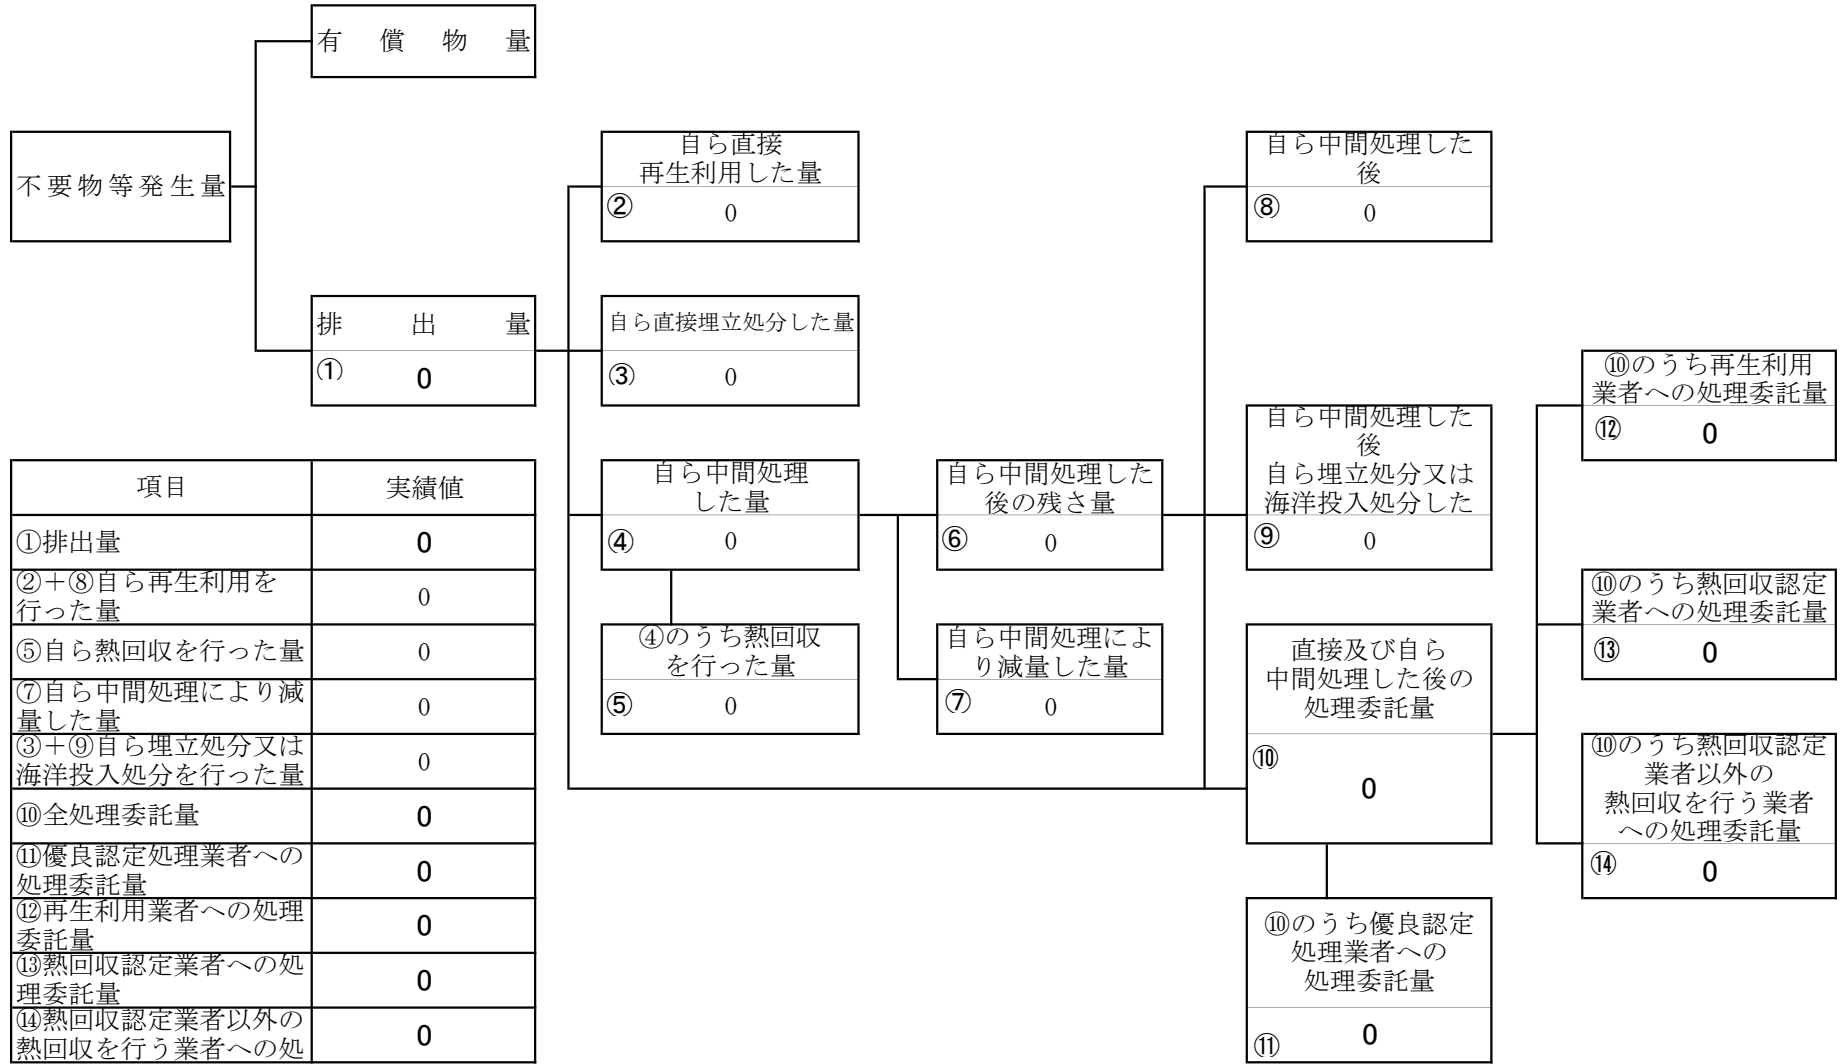 有償物量
不要物等発生量
排出量
① 0
自ら直接
再生利用した量
② 0
自ら直接埋立処分した量
③ 0
自ら中間処理
した量
④ 0
④のうち熱回収
を行った量
⑤ 0
自ら中間処理した
後の残さ量
⑥ 0
自ら中間処理によ
り減量した量
⑦ 0
自ら中間処理した
後
⑧ 0
自ら中間処理した
後
自ら埋立処分又は
海洋投入処分した
⑨ 0
直接及び自ら
中間処理した後の
処理委託量
⑩
0
⑩のうち優良認定
処理業者への
処理委託量
⑪ 0
⑩のうち再生利用
業者への処理委託量
⑫ 0
⑩のうち熱回収認定
業者への処理委託量
⑬ 0
⑩のうち熱回収認定
業者以外の
熱回収を行う業者
への処理委託量
⑭ 0
項目 実績値
①排出量 0
②+⑧自ら再生利用を
行った量 0
⑤自ら熱回収を行った量 0
⑦自ら中間処理により減
量した量 0
③+⑨自ら埋立処分又は
海洋投入処分を行った量 0
⑩全処理委託量 0
⑪優良認定処理業者への
処理委託量 0
⑫再生利用業者への処理
委託量 0
⑬熱回収認定業者への処
理委託量 0
⑭熱回収認定業者以外の
熱回収を行う業者への処 0